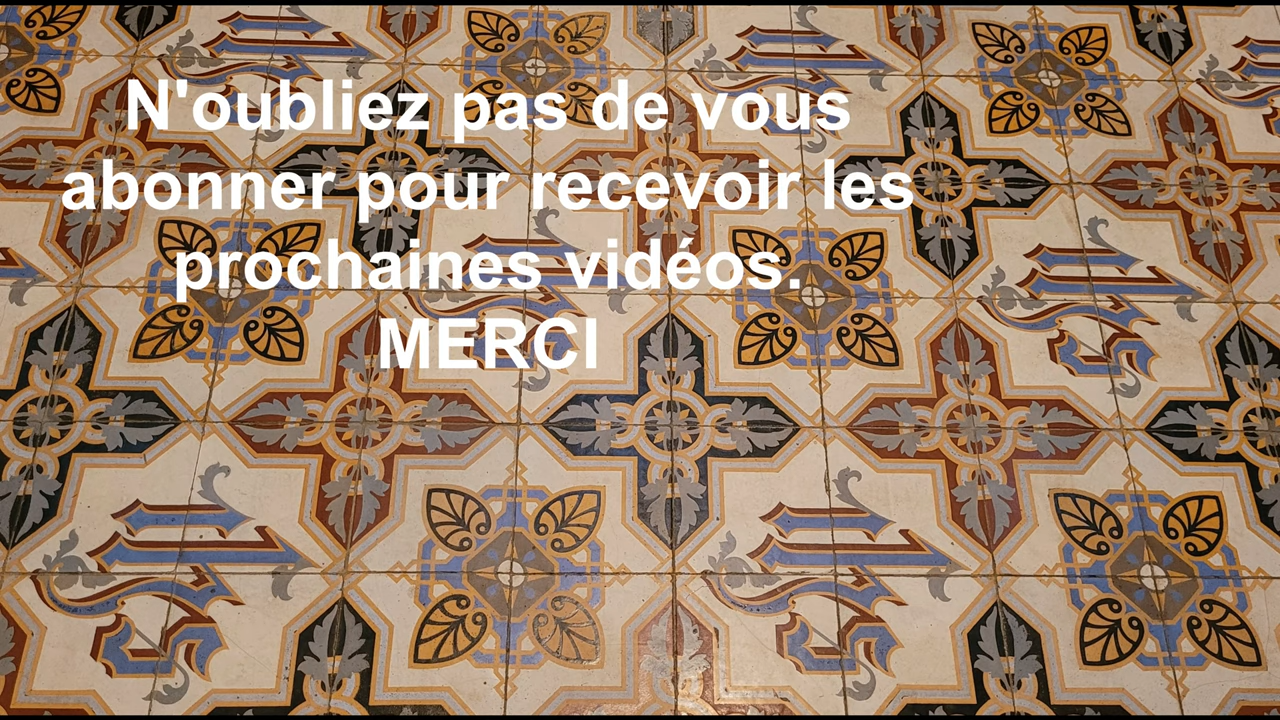 N'oubliez pas de vous
abonner pour recevoir les
prochaines vidéos.
MERCI